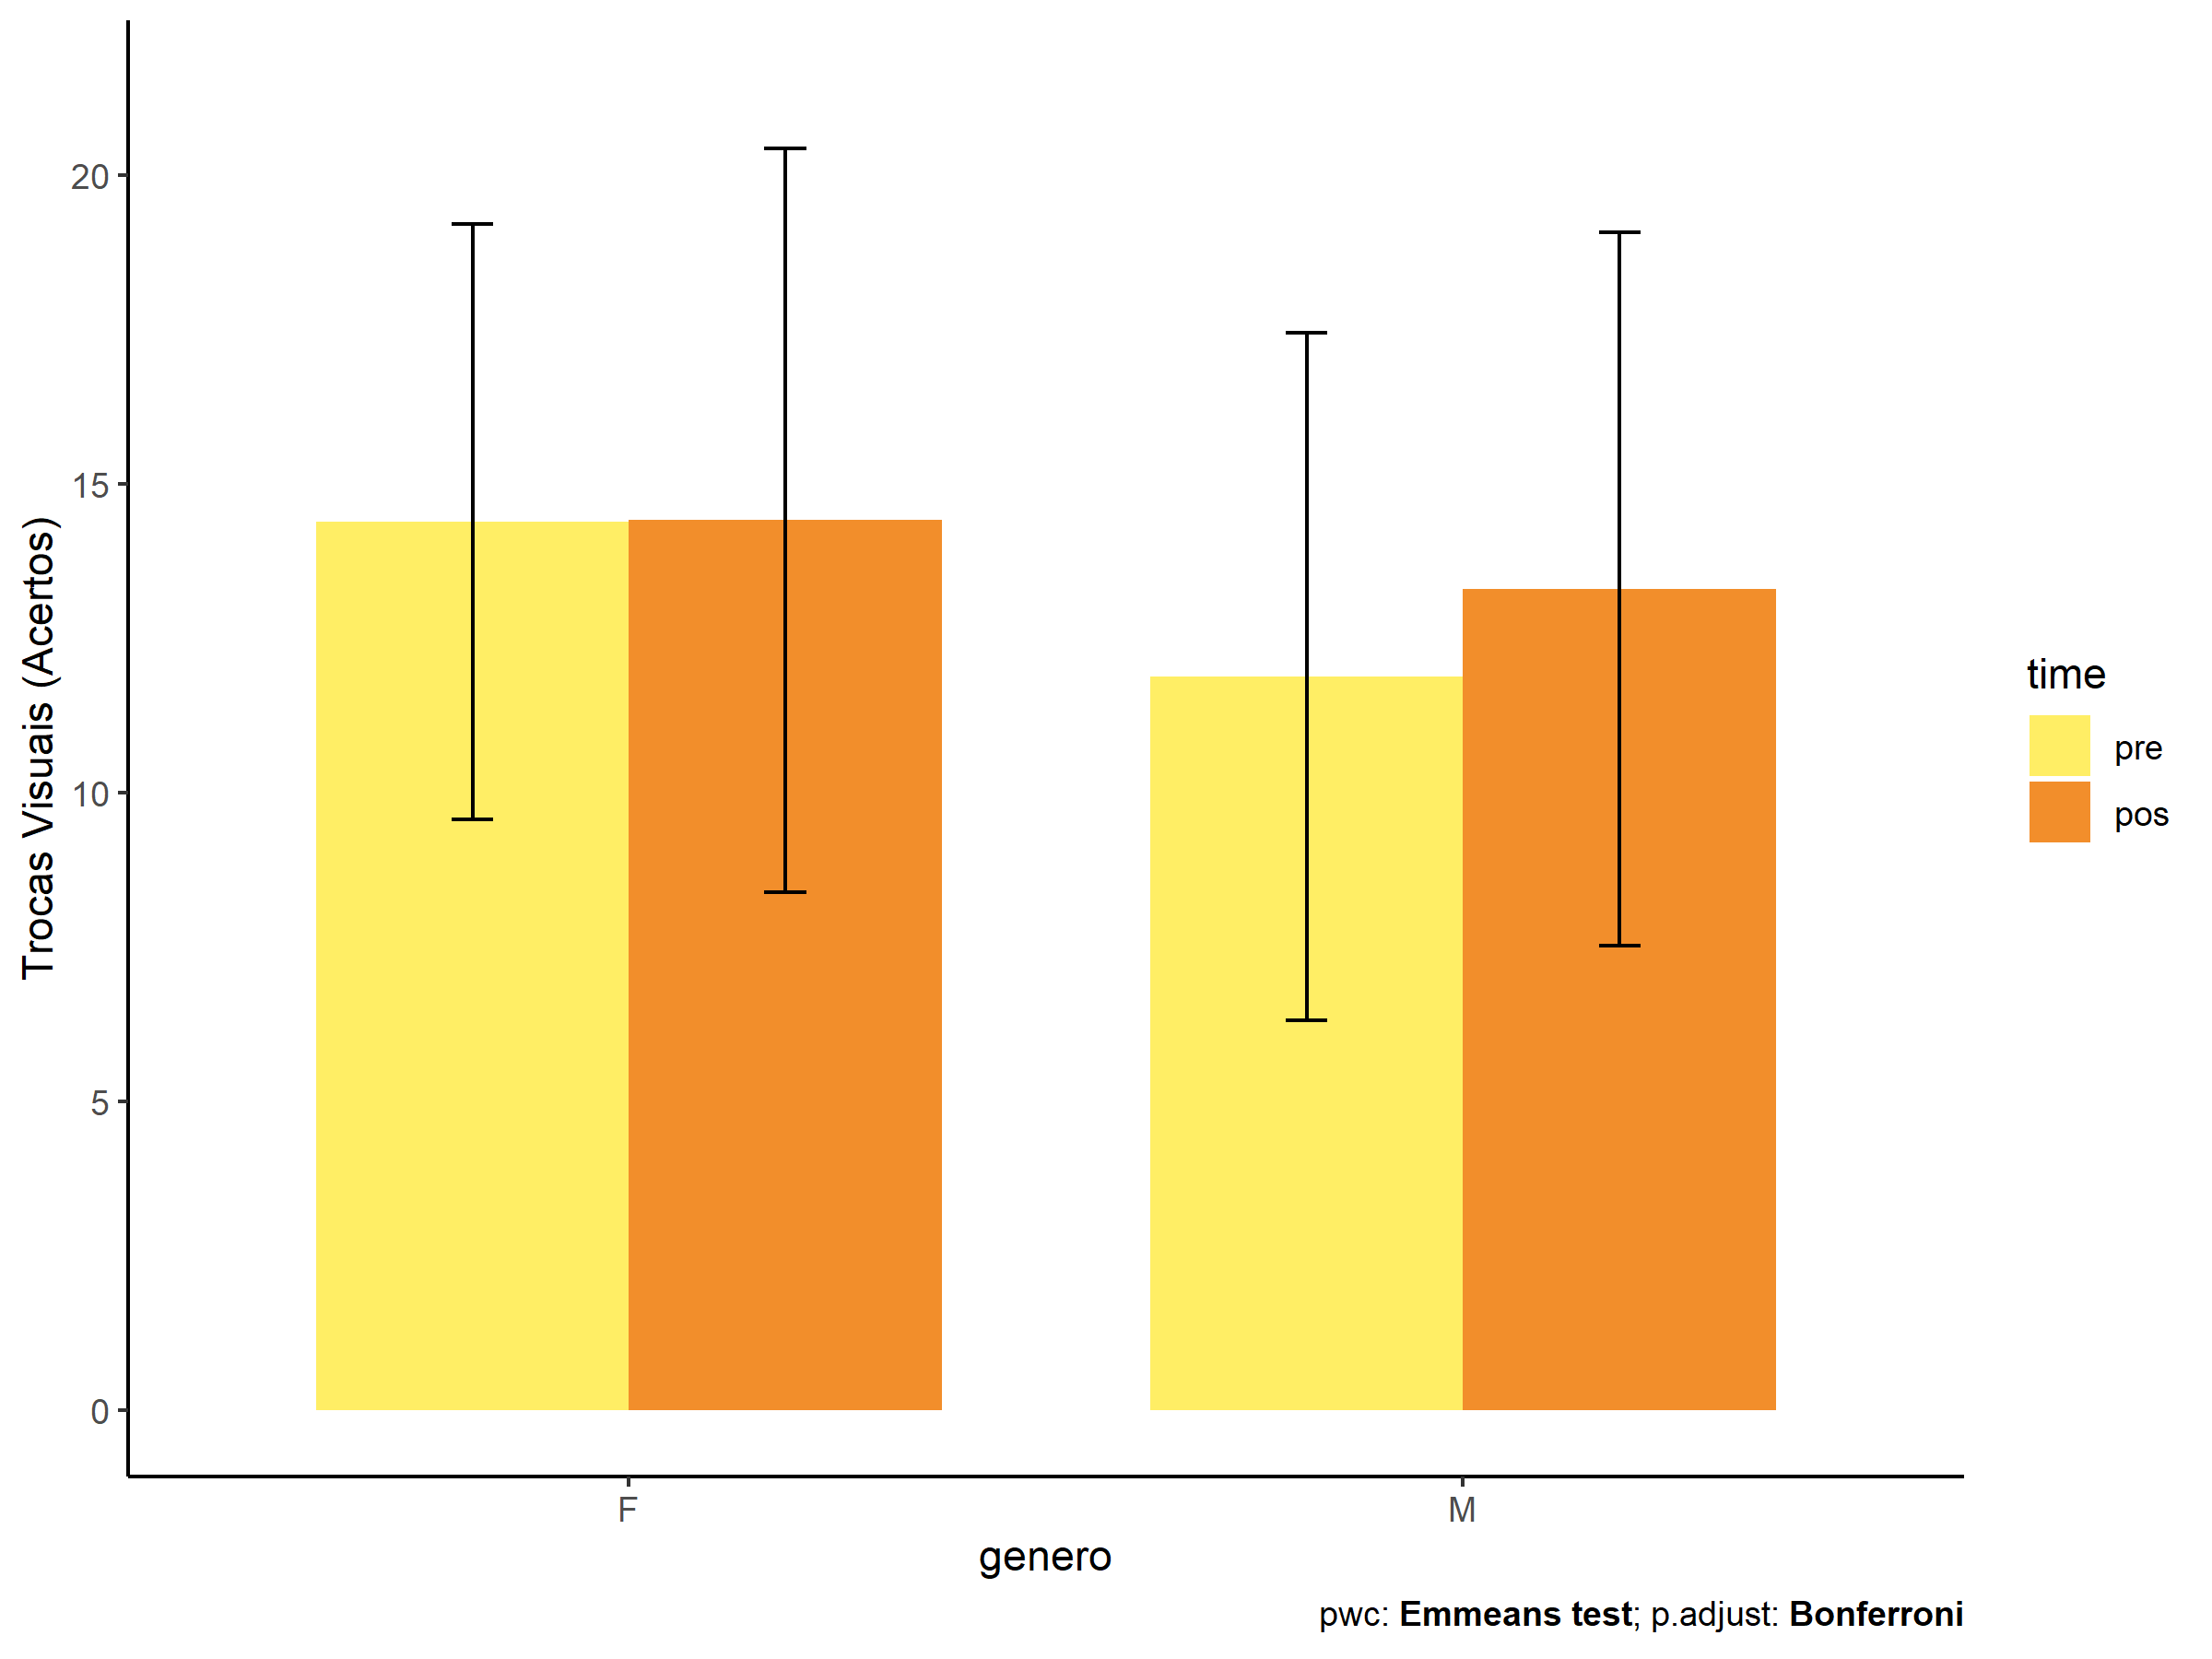 Trocas Visuais (Acertos)
20
15
10
5
0
F
M
genero
time
pre
pos
pwc: Emmeans test; p.adjust: Bonferroni